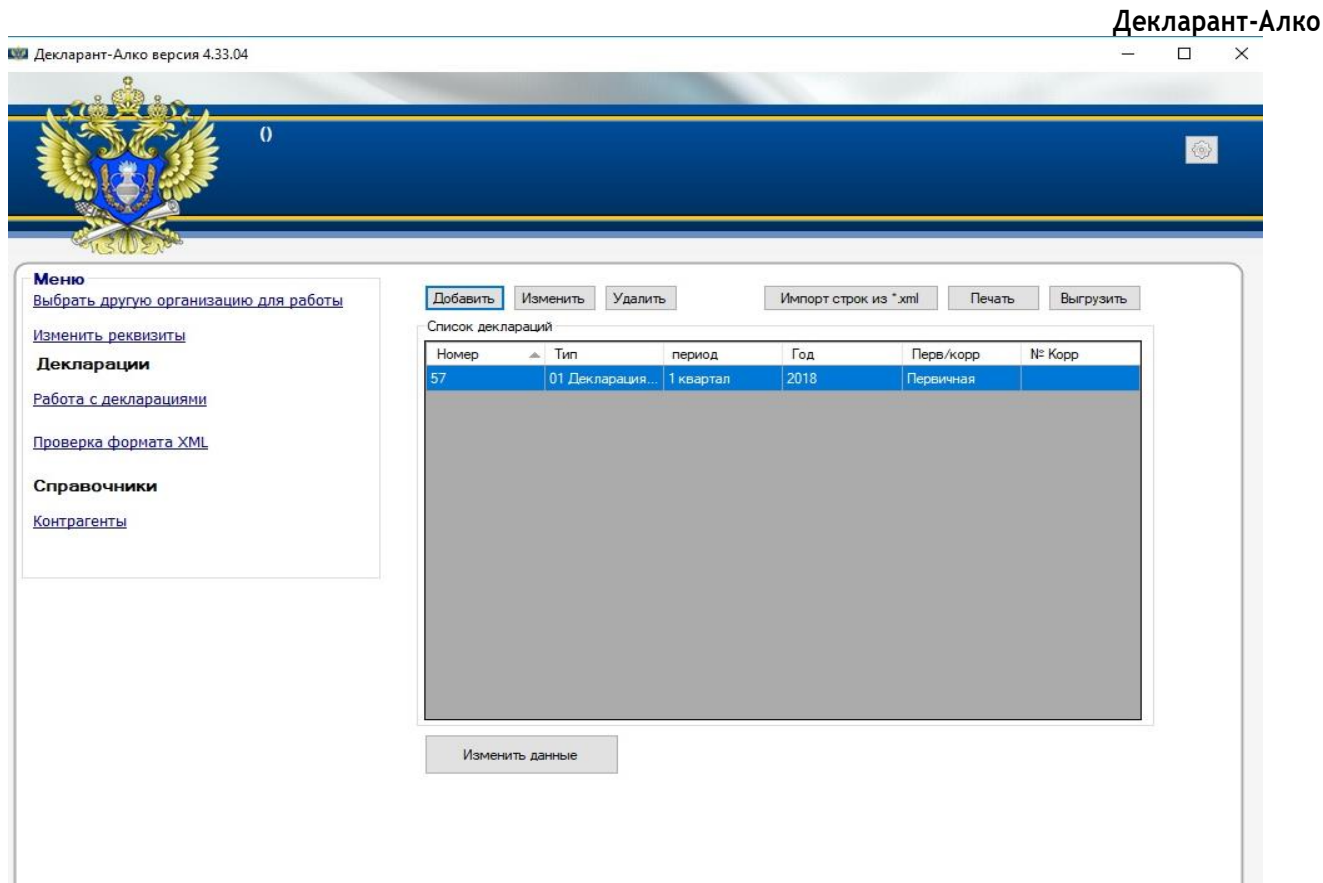 Декларант-Алко
Декларант-Алко версия 4.33.04
()
Меню
Выбрать другую организацию для работы
Изменить реквизиты
Декларации
Работа с декларациями
Проверка формата XML
Справочники
Контрагенты
Добавить Изменить Удалить Импорт строк из *.xml Печать Выгрузить
Список деклараций
Номер Тип период Год Перв/корр № Корр
57 01 Декларация... 1 квартал 2018 Первичная
Изменить данные